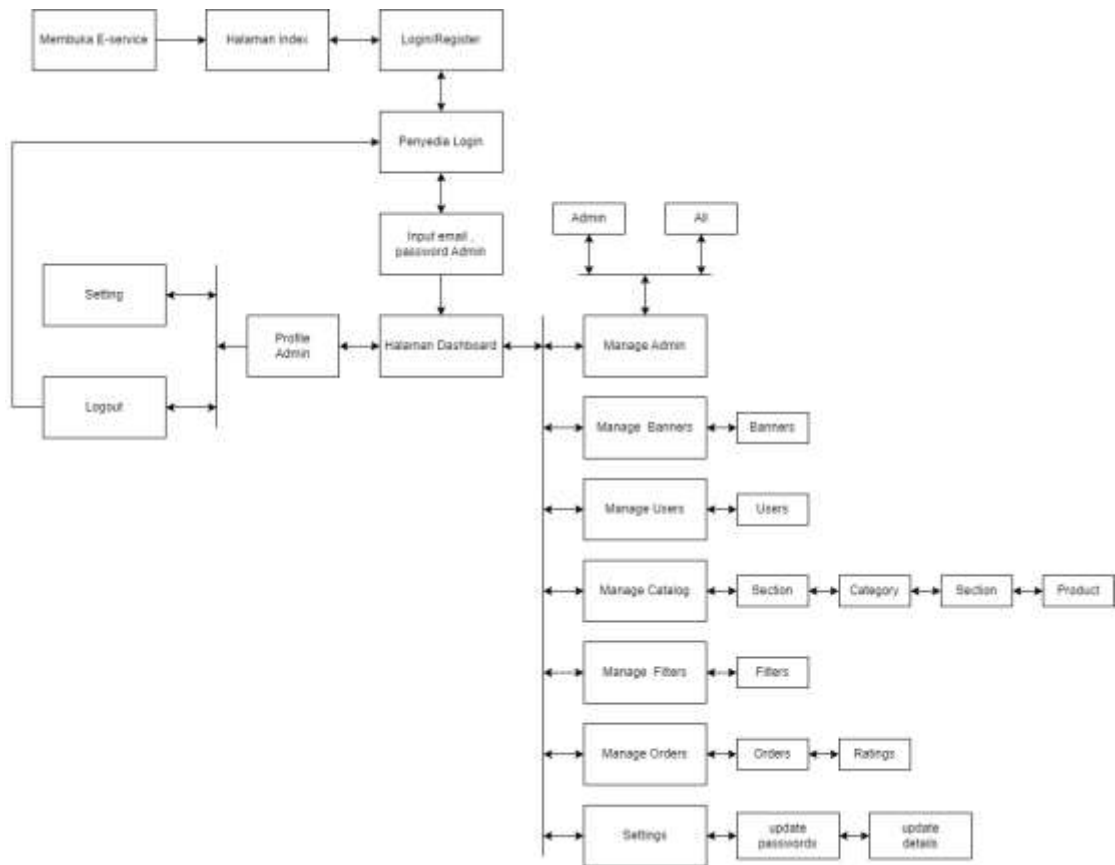 Membuka E-service
Halaman Index
Login/Register
Penyedia Login
Input email ,
password Admin
Admin
All
Setting
Profile
Admin
Halaman Dashboard
Manage Admin
Logout
Manage Banners
Banners
Manage Users
Users
Manage Catalog
Section
Category
Section
Product
Manage Filters
Filters
Manage Orders
Orders
Ratings
Settings
update
passwords
update
details